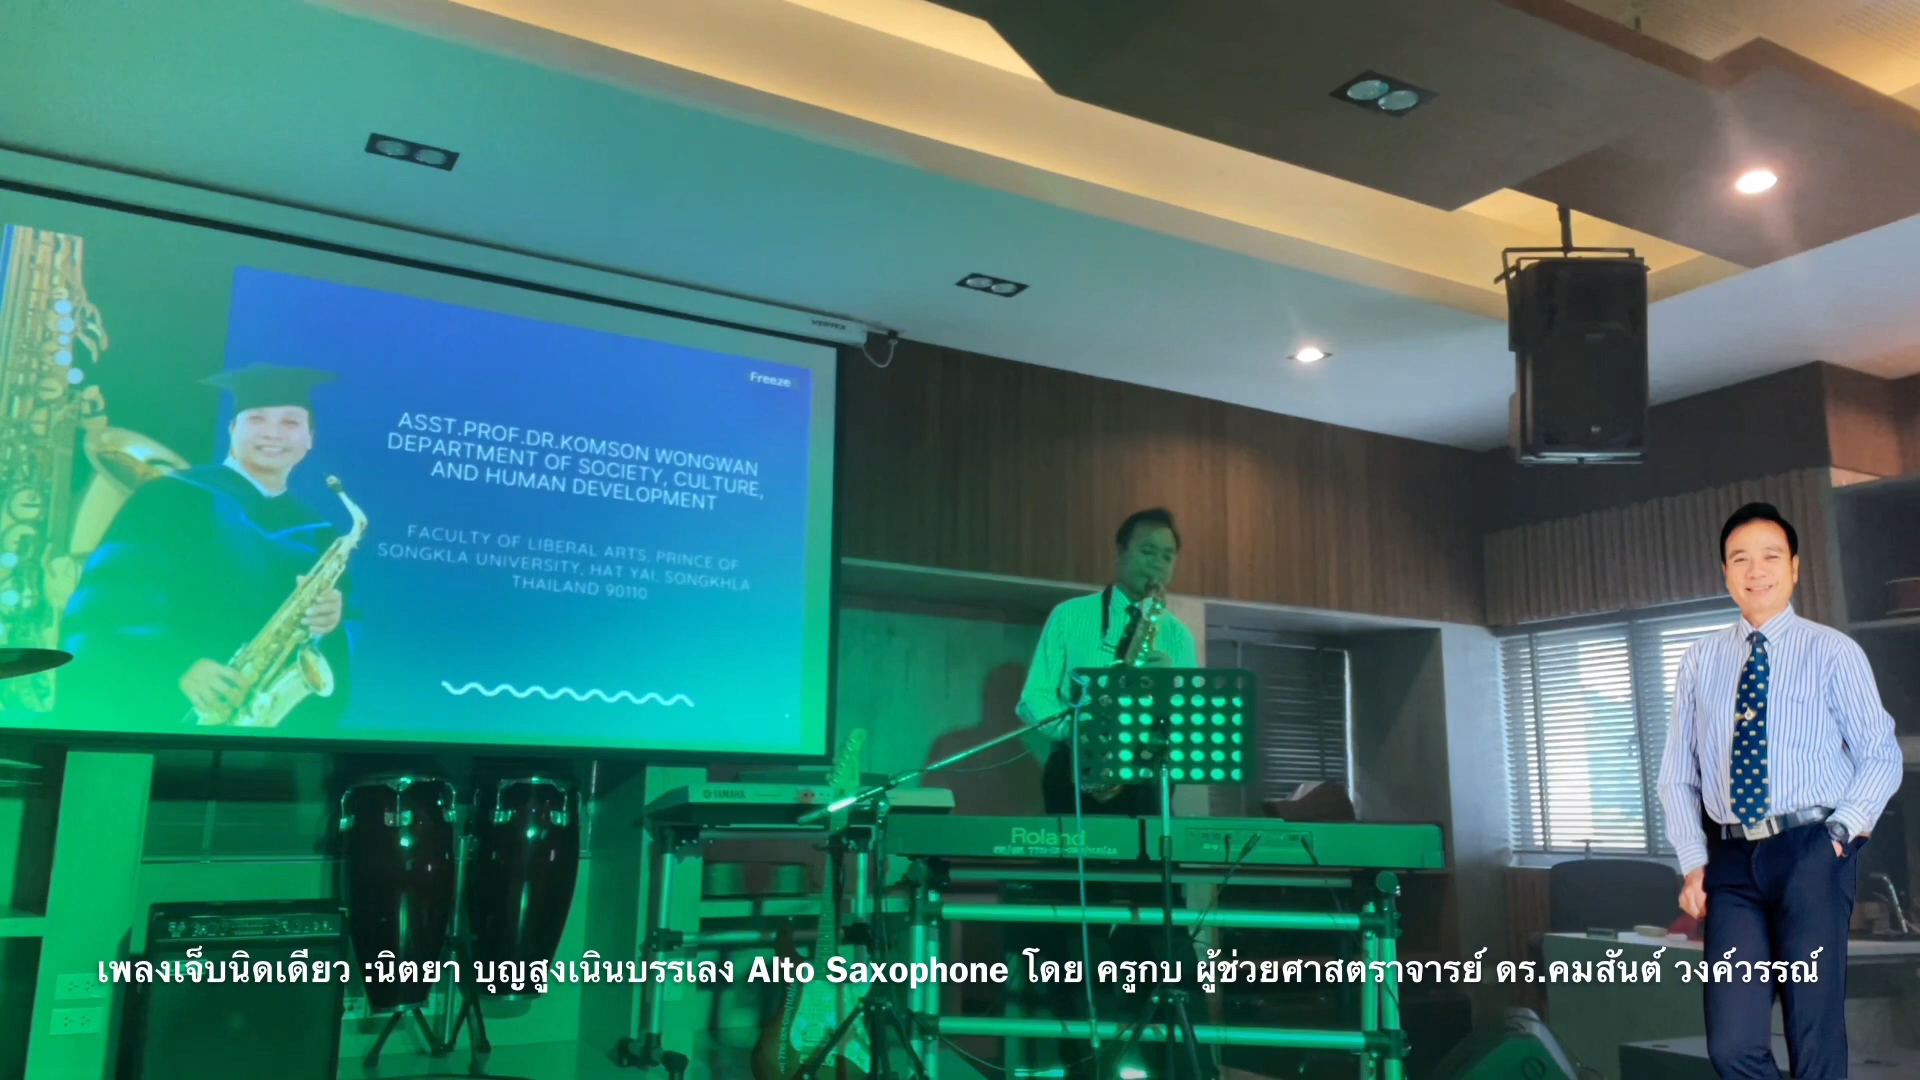 VERTEX
Freeze
ASST.PROF.DR.KOMSON WONGWAN
DEPARTMENT OF SOCIETY, CULTURE,
AND HUMAN DEVELOPMENT
FACULTY OF LIBERAL ARTS, PRINCE OF
SONGKLA UNIVERSITY, HAT YAI, SONGKHLA
THAILAND 90110
YAMAHA
Roland
เพลงเจ็บนิดเดียว :นิตยา บุญสูงเนินบรรเลง Alto Saxophone โดย ครูกบ ผู้ช่วยศาสตราจารย์ ดร.คมสันต์ วงค์วรรณ์